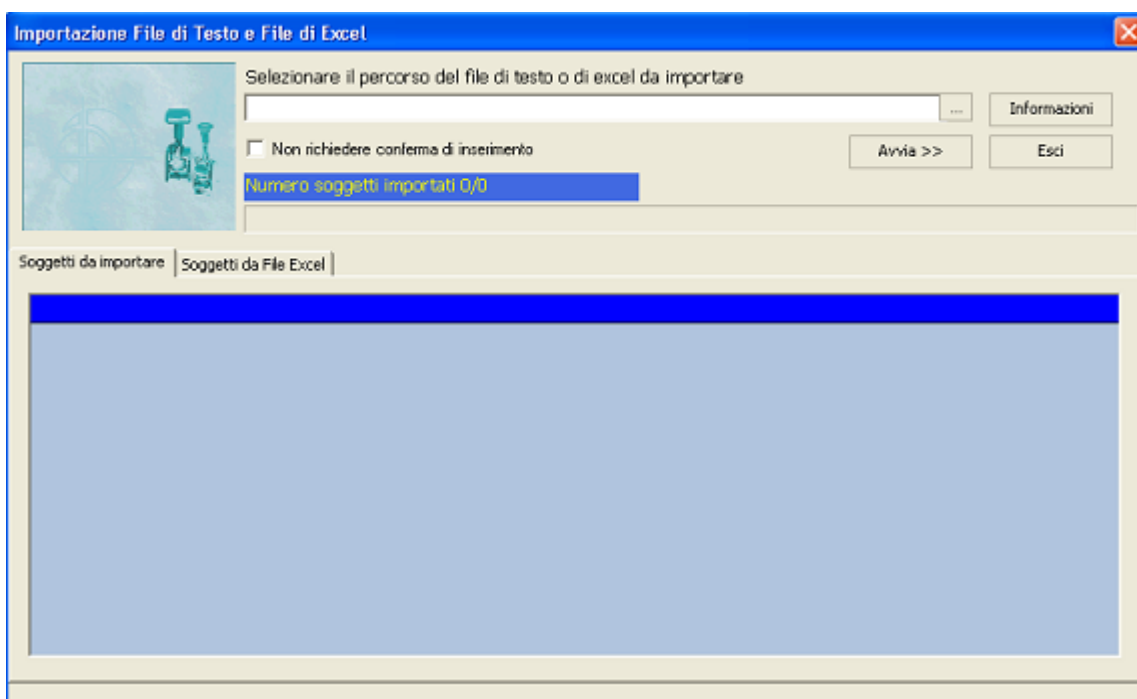 Importazione File di Testo e File di Excel
Selezionare il percorso del file di testo o di excel da importare
... Informazioni
Non richiedere conferma di inserimento Avvia >> Esci
Numero soggetti importati 0/0
Soggetti da importare Soggetti da File Excel